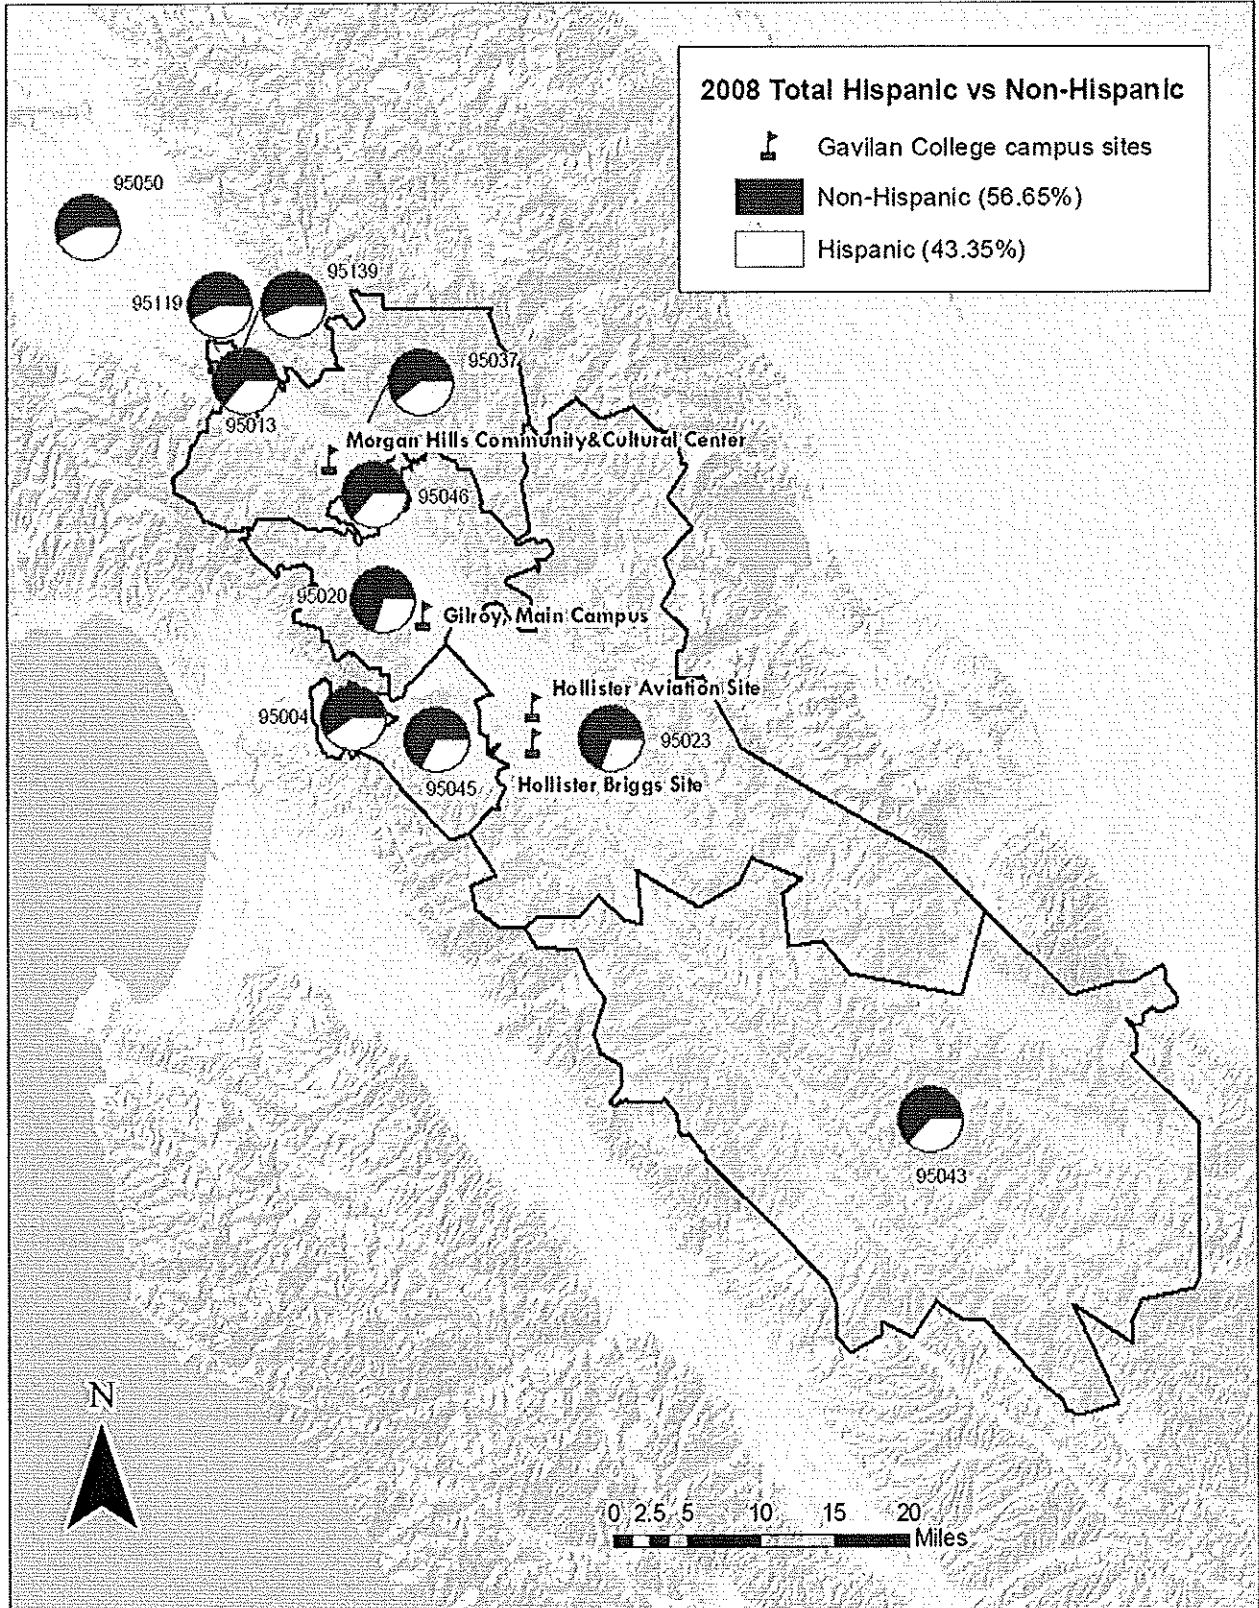 2008 Total Hispanic vs Non-Hispanic
Gavilan College campus sites
Non-Hispanic (56.65%)
Hispanic (43.35%)
95050
95139
95119
95037
95013
Morgan Hills Community&Cultural Center
95046
95020
Gilroy, Main Campus
Hollister Aviation Site
95004
95023
95045
Hollister Briggs Site
95043
N
0 2.5 5 10 15 20
Miles